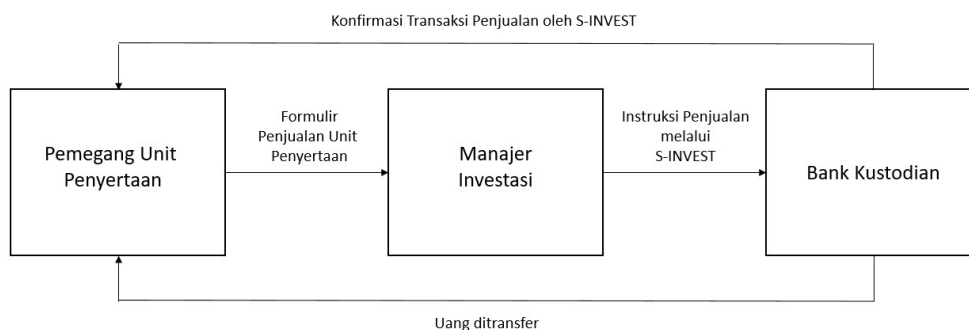 Konfirmasi Transaksi Penjualan oleh S-INVEST
Pemegang Unit
Penyertaan
Formulir
Penjualan Unit
Penyertaan
Manajer
Investasi
Instruksi Penjualan
melalui
S-INVEST
Bank Kustodian
Uang ditransfer